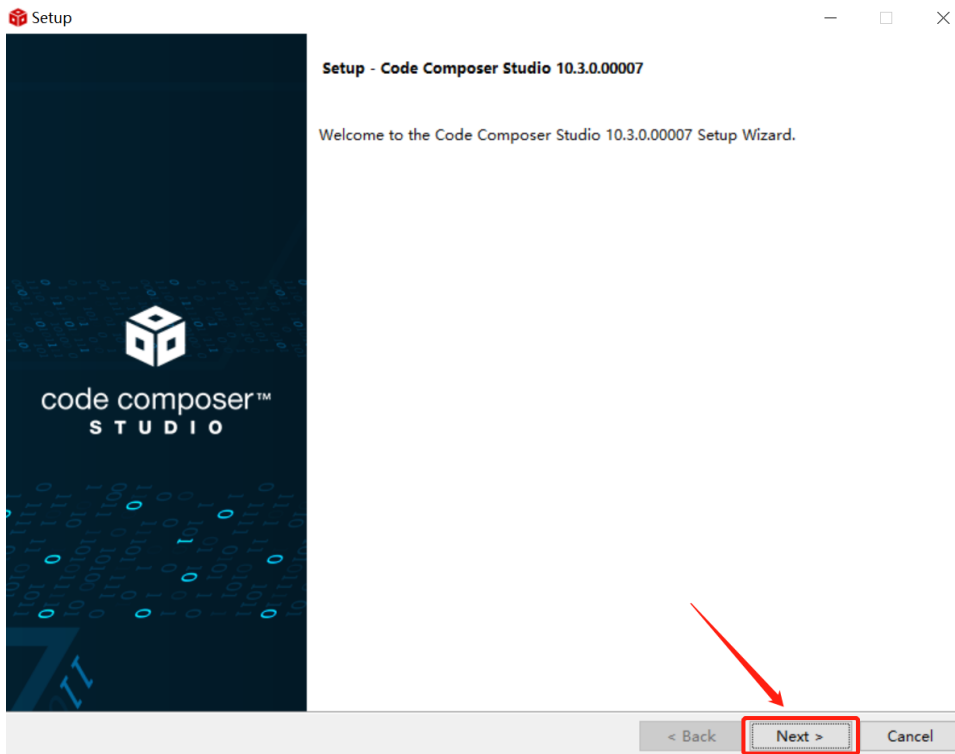 Setup
Setup - Code Composer Studio 10.3.0.00007
Welcome to the Code Composer Studio 10.3.0.00007 Setup Wizard.
code composer™
STUDIO
< Back
Next >
Cancel